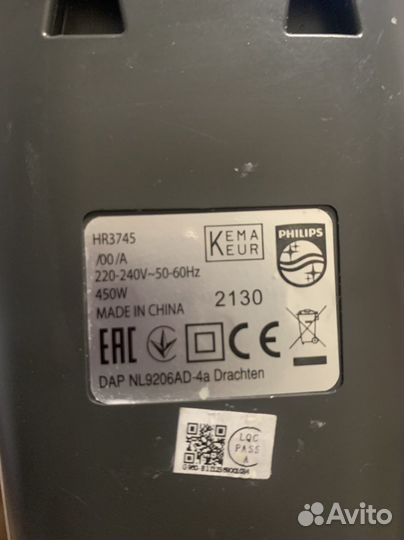 HR3745
/00 /A
220-240V~50-60Hz
450W
MADE IN CHINA
2130
KEMA
KEUR
PHILIPS
EAC
CE
DAP NL9206AD-4a Drachten
LQC
PASS
A
Avito